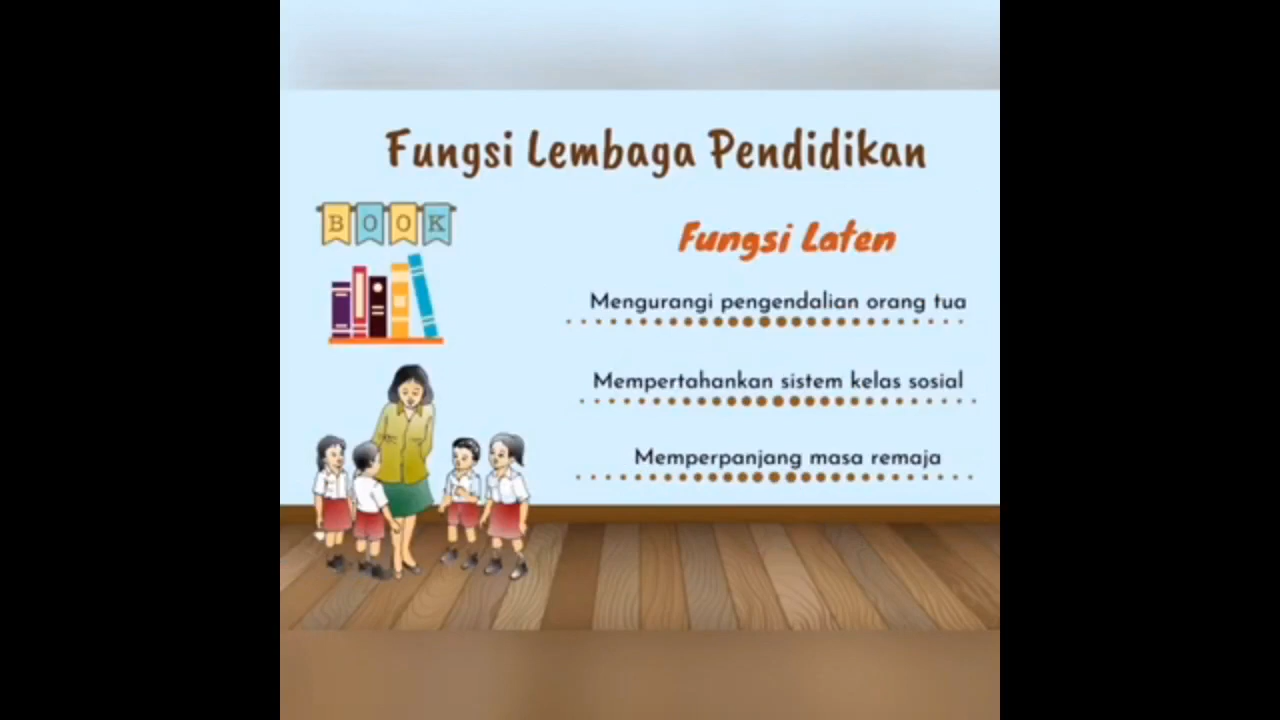 Fungsi Lembaga Pendidikan
BOOK
Fungsi Laten
Mengurangi pengendalian orang tua
Mempertahankan sistem kelas sosial
Memperpanjang masa remaja